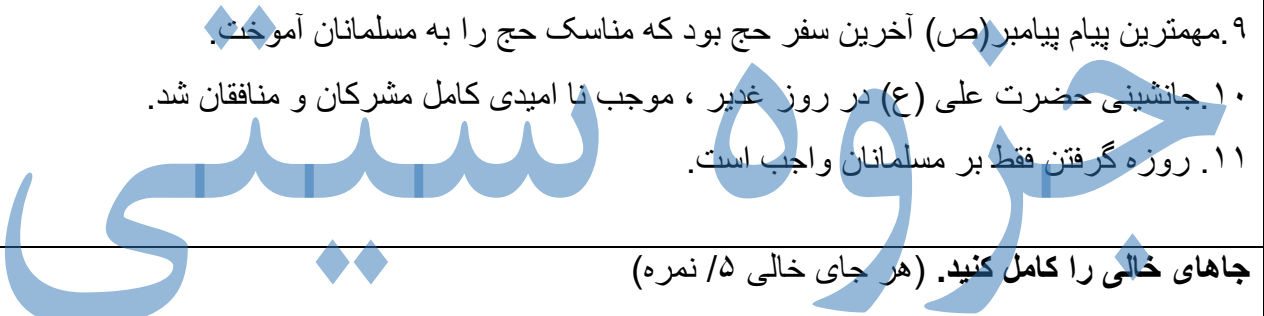 ۹.مهمترین پیام پیامبر(ص) آخرین سفر حج بود که مناسک حج را به مسلمانان آموخت.
۱۰.جانشینی حضرت علی (ع) در روز غدیر ، موجب نا امیدی کامل مشرکان و منافقان شد.
۱۱. روزه گرفتن فقط بر مسلمانان واجب است.
جزوه سیتی
جاهای خالی را کامل کنید. (هر جای خالی ۵/ نمره)